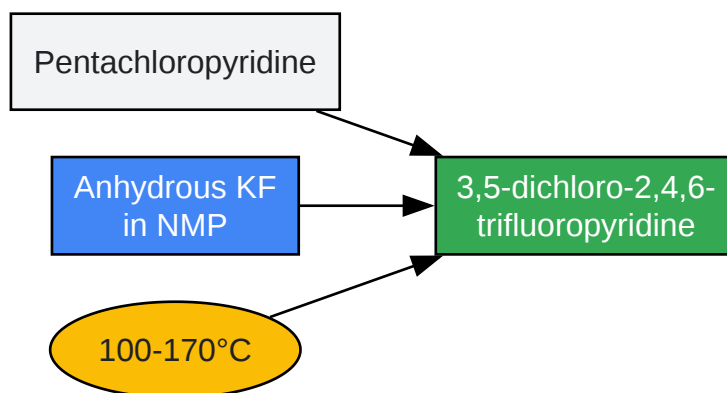 Pentachloropyridine
Anhydrous KF
in NMP
3,5-dichloro-2,4,6-
trifluoropyridine
100-170°C